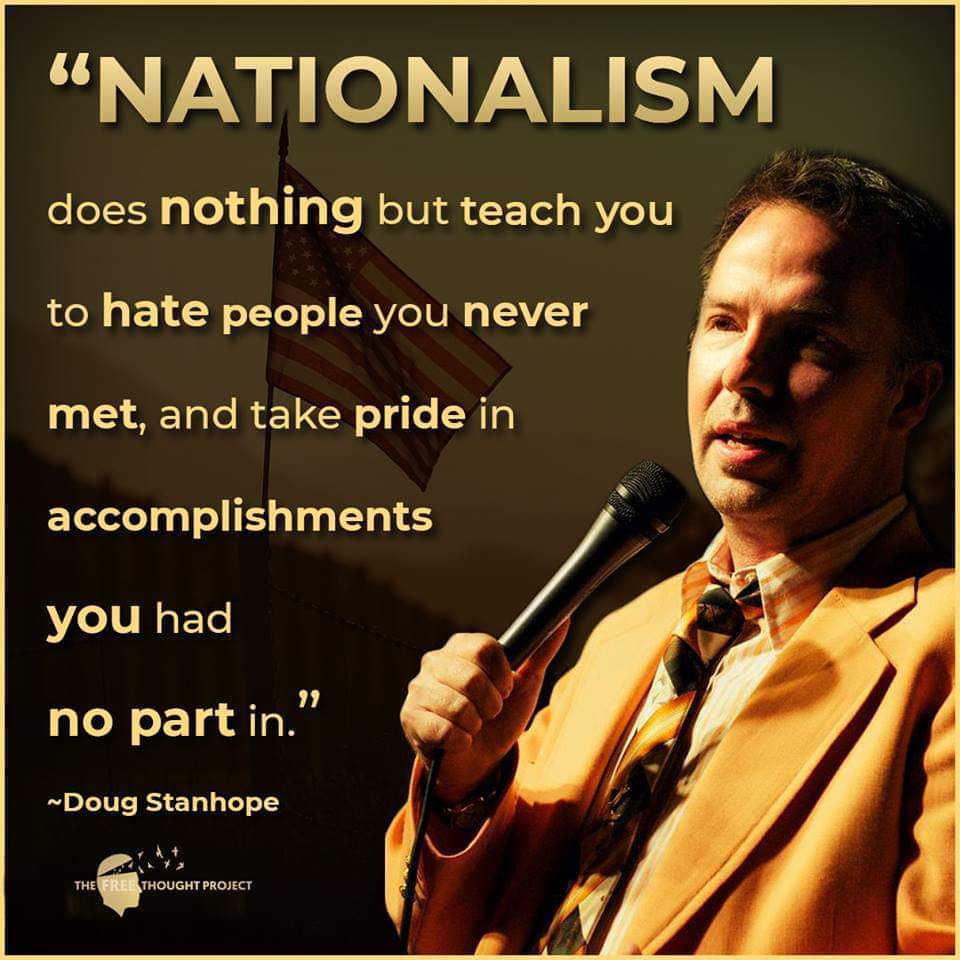 “NATIONALISM
does nothing but teach you
to hate people you never
met, and take pride in
accomplishments
you had
no part in.”
~Doug Stanhope
THE FREE THOUGHT PROJECT